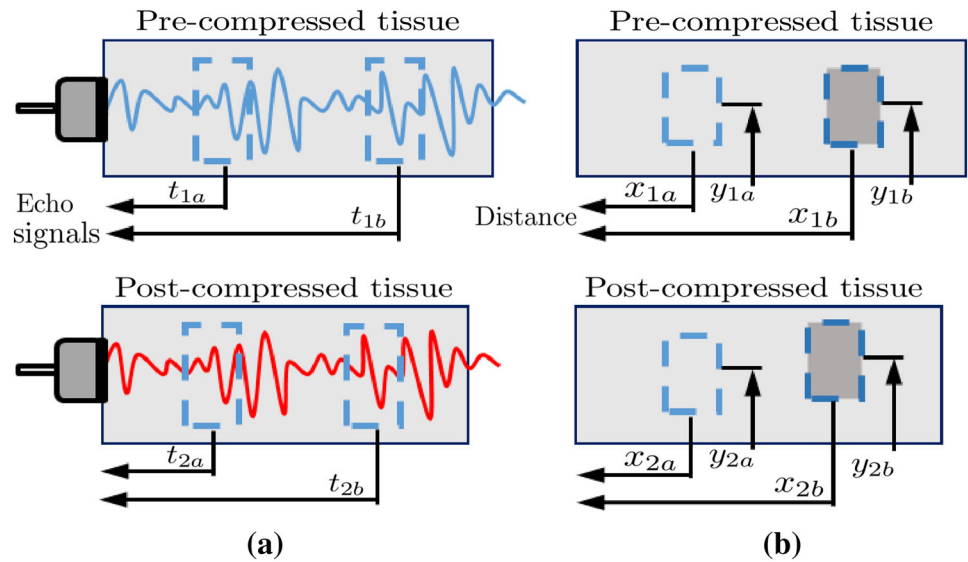 Pre-compressed tissue
t1a
Echo
signals
t1b
Post-compressed tissue
t2a
t2b
(a)
Pre-compressed tissue
x1a
y1a
y1b
Distance
x1b
Post-compressed tissue
x2a
y2a
y2b
x2b
(b)